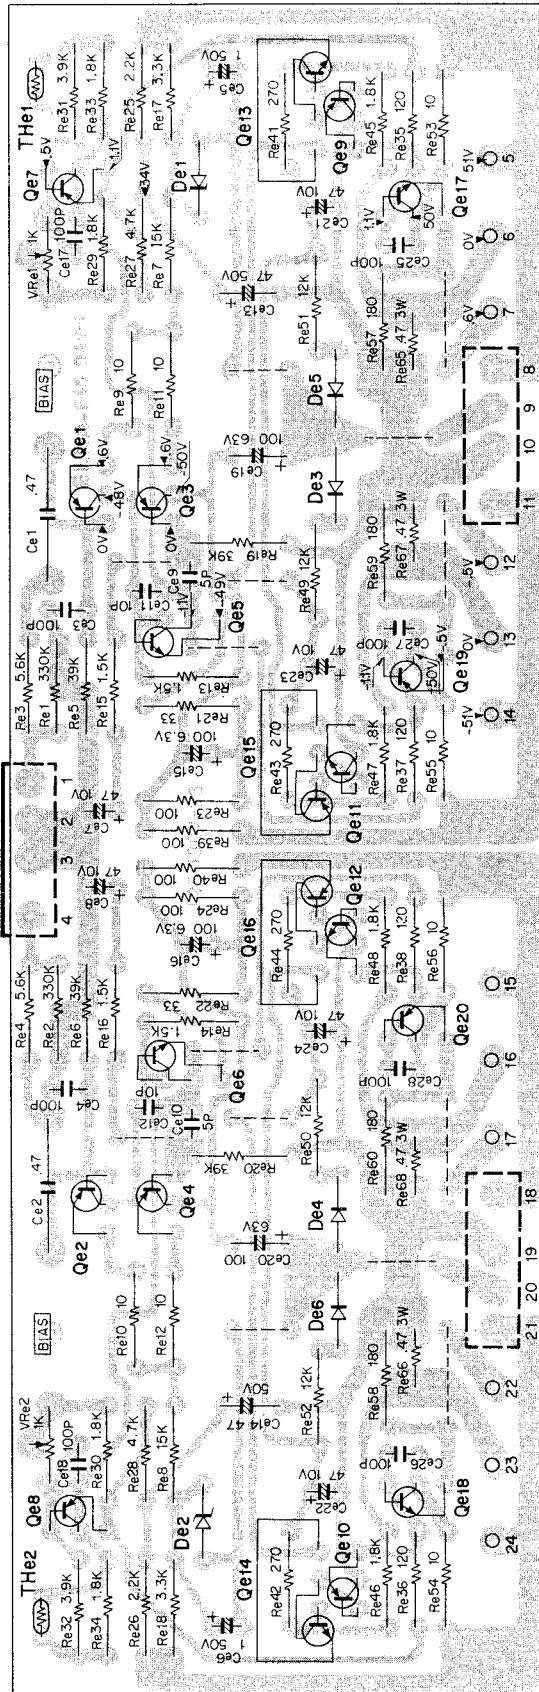 THe1
Re31 3.9K
Re33 1.8K
Re25 2.2K
Re17 3.3K
Ce5
1 50V
Qe13
Re41 270
Qe9
Re45 1.8K
Re35 120
Re53 10
Qe7
.5V
-1.1V
34V
De1
47 10V
Ce21
1.1V
50V
Qe17
51V
5
VRe1 1K
Ce17 100P
Re29 1.8K
Re27 4.7K
Re7 15K
47 50V
Ce13
Re51 12K
Ce25
100P
0V
6
Re57 180
Re65 47 3W
.6V
7
BIAS
Re9 10
Re11 10
De5
8
9
10
11
Ce1 47
Qe1
.6V
-48V
0V
Qe3
.6V
-50V
0V
100 63V
Ce19
De3
Re19
39K
Re49 12K
Re59 180
Re67 47 3W
-.5V
12
Ce3
100P
Ce11
10P
Ce9
5P
-1.1V
-49V
Qe5
47 10V
Ce23
Ce27
100P
-1.1V
-.5V
-50V
Qe19
0V
13
Re3 5.6K
Re1 330K
Re5 39K
Re15 1.5K
Re13
1.5K
Re21
33
100 6.3V
Ce15
Qe15
Re43 270
Qe11
Re47 1.8K
Re37 120
Re55 10
-51V
14
1
2
3
4
47 10V
Ce7
47 10V
Ce8
Re23
100
Re39
100
Re40
100
Re24
100
100 6.3V
Ce16
Qe16
Re44 270
Qe12
Re48 1.8K
Re38 120
Re56 10
15
Re4 5.6K
Re2 330K
Re6 39K
Re16 1.5K
Re22
33
Re14
1.5K
Qe6
47 10V
Ce24
Qe20
Ce28
100P
16
Ce4
100P
10P
Ce12
Ce10
5P
Re20
39K
Re50 12K
Re60 180
Re68 47 3W
17
Ce2 47
Qe2
Qe4
63V
Ce20 100
De4
18
19
20
21
BIAS
Re10 10
Re12 10
De6
Re58 180
Re66 47 3W
VRe2
1K
Ce18 100P
Re30 1.8K
Re28 4.7K
Re8 15K
50V
Ce14 47
Re52 12K
22
Qe8
De2
47 10V
Ce22
Ce26
100P
Qe18
23
THe2
Re32 3.9K
Re34 1.8K
Re26 2.2K
Re18 3.3K
Ce6
1 50V
Qe14
Re42 270
Qe10
Re46 1.8K
Re36 120
Re54 10
24